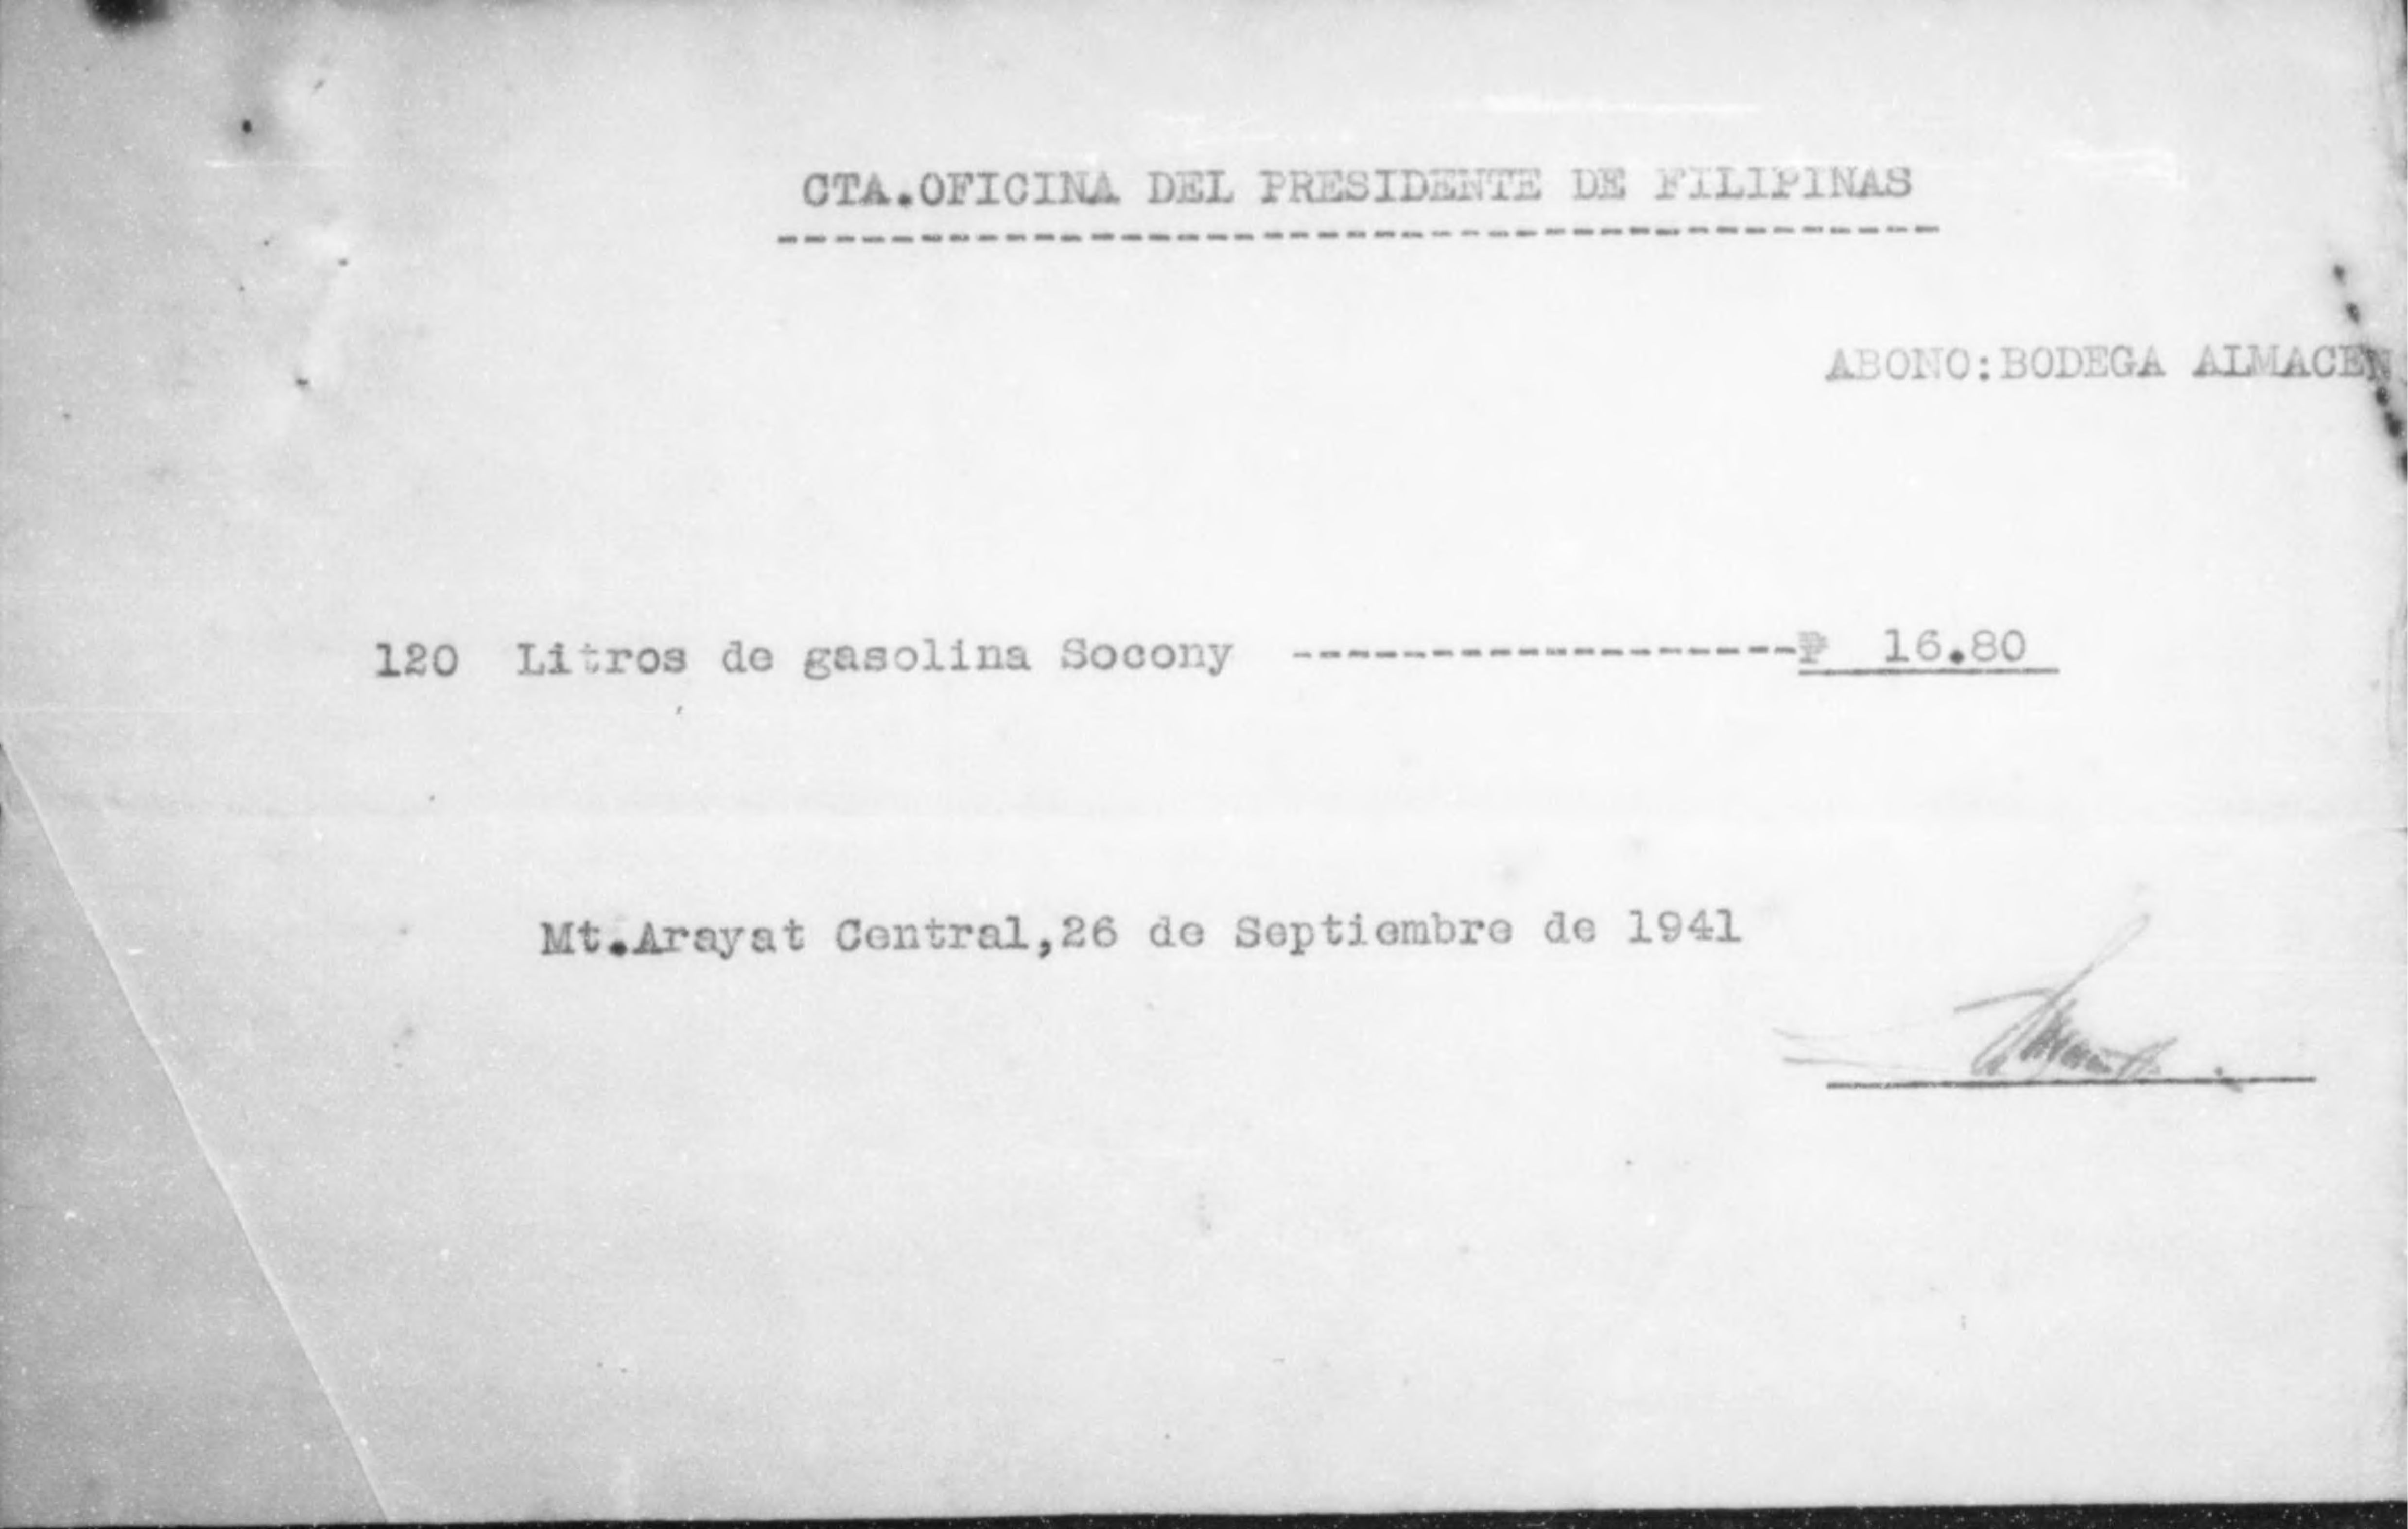 CTA.OFICINA DEL PRESIDENTE DE FILIPINAS
ABONO:BODEGA ALMACEN
120 Litros de gasolina Socony -------------------₱ 16.80
Mt.Arayat Central,26 de Septiembre de 1941